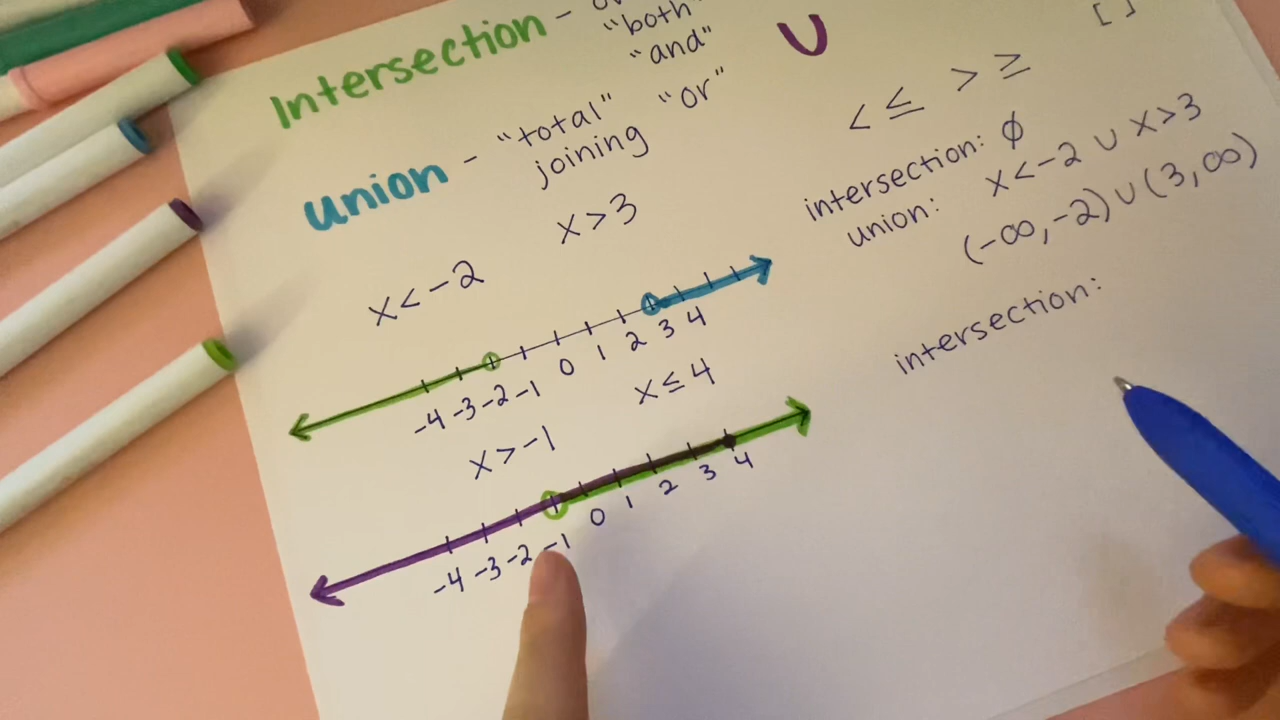 Intersection -
"both"
"and"
∪
[ ]
union - "total" "or"
joining
< ≤ > ≥
intersection: ∅
union: x<-2 ∪ x>3
(-∞,-2)∪(3,∞)
x<-2
x>3
-4 -3 -2 -1 0 1 2 3 4
intersection:
x>-1
x≤4
-4 -3 -2 -1 0 1 2 3 4